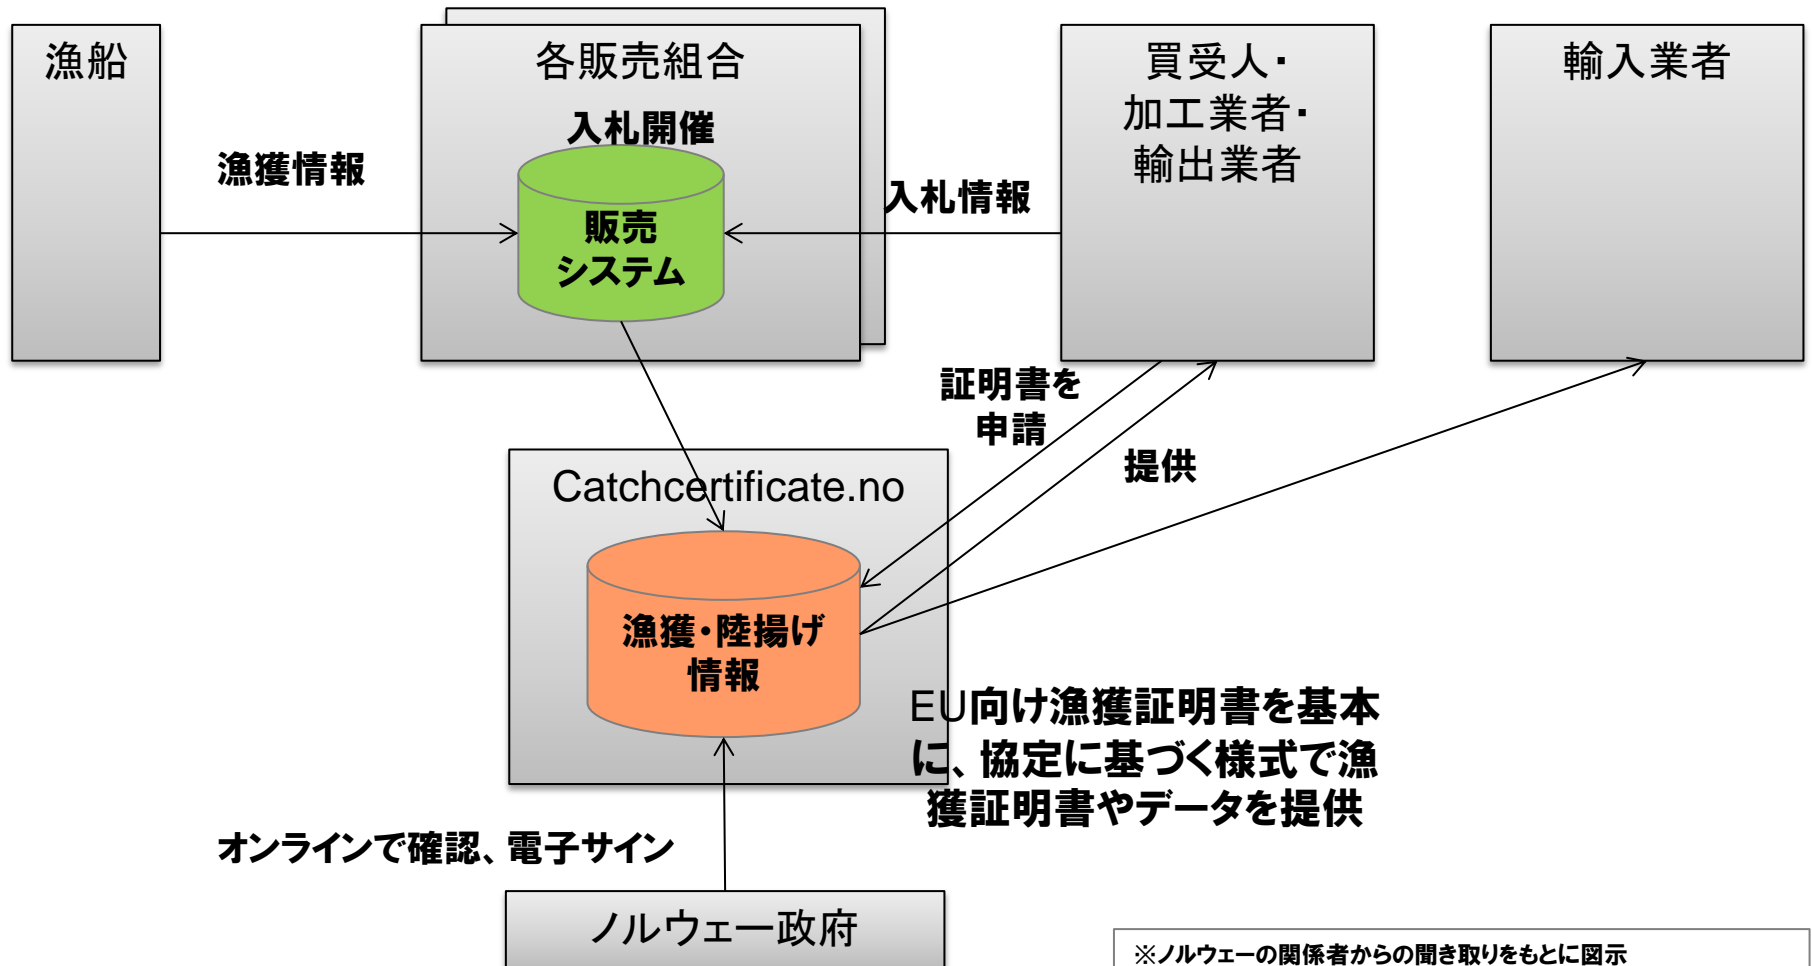 漁船
各販売組合
買受人・
加工業者・
輸出業者
輸入業者
入札開催
漁獲情報
入札情報
販売
システム
証明書を
申請
提供
Catchcertificate.no
漁獲・陸揚げ
情報
EU向け漁獲証明書を基本
に、協定に基づく様式で漁
獲証明書やデータを提供
オンラインで確認、電子サイン
ノルウェー政府
※ノルウェーの関係者からの聞き取りをもとに図示